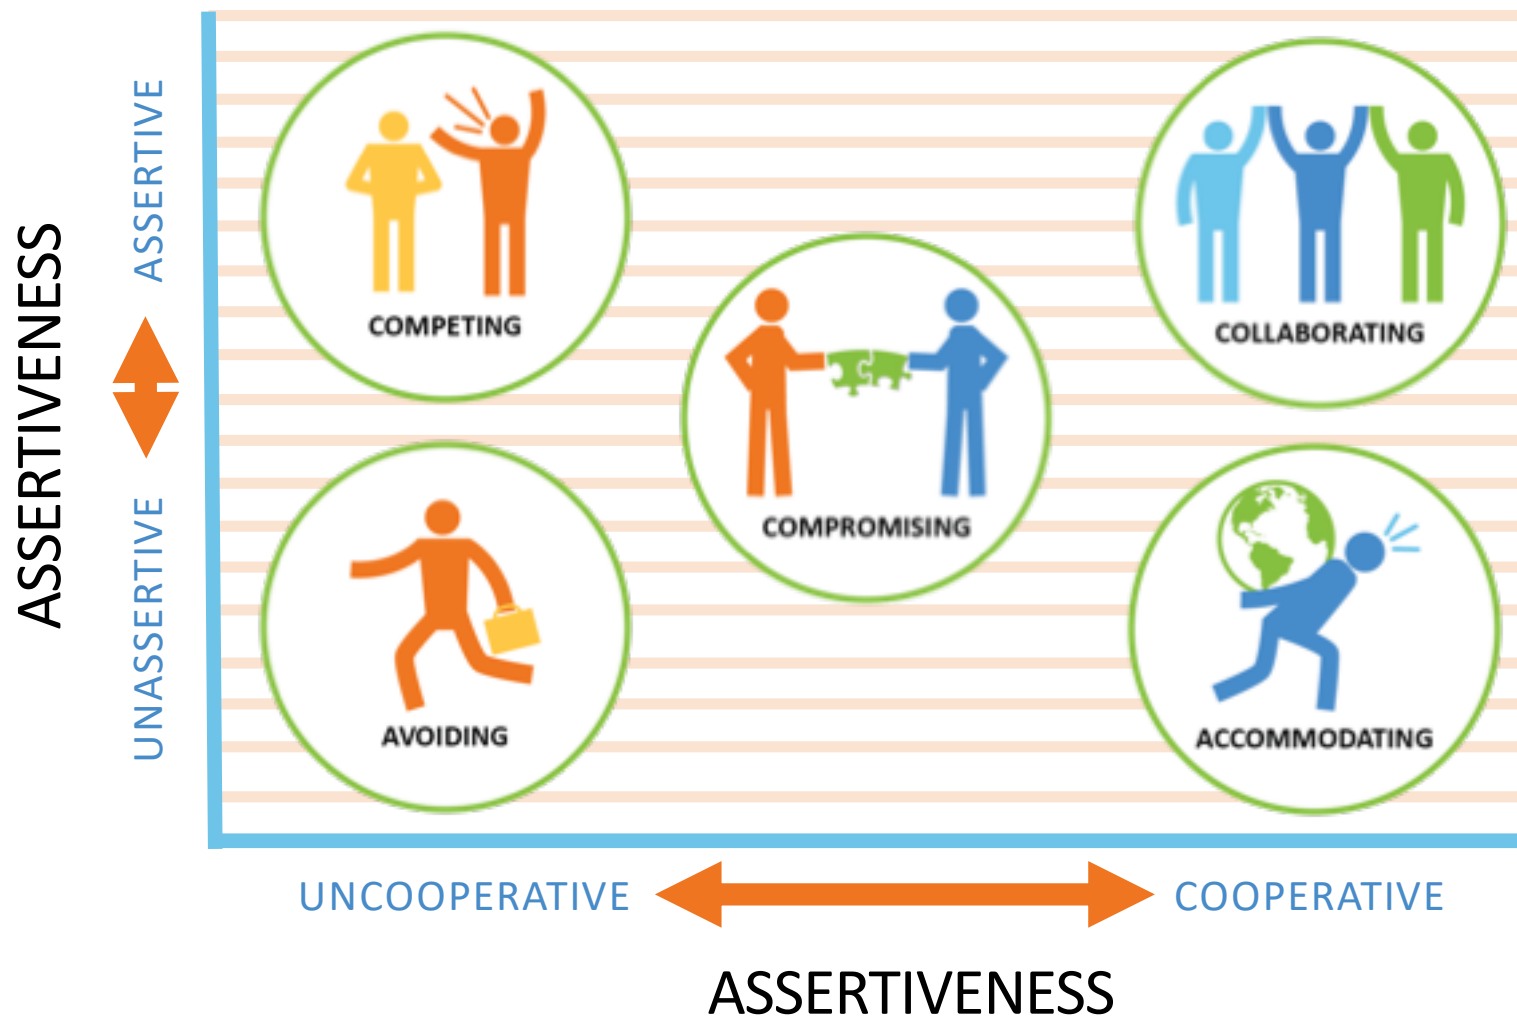 ASSERTIVENESS
ASSERTIVE
UNASSERTIVE
COMPETING
COLLABORATING
COMPROMISING
AVOIDING
ACCOMMODATING
UNCOOPERATIVE
COOPERATIVE
ASSERTIVENESS